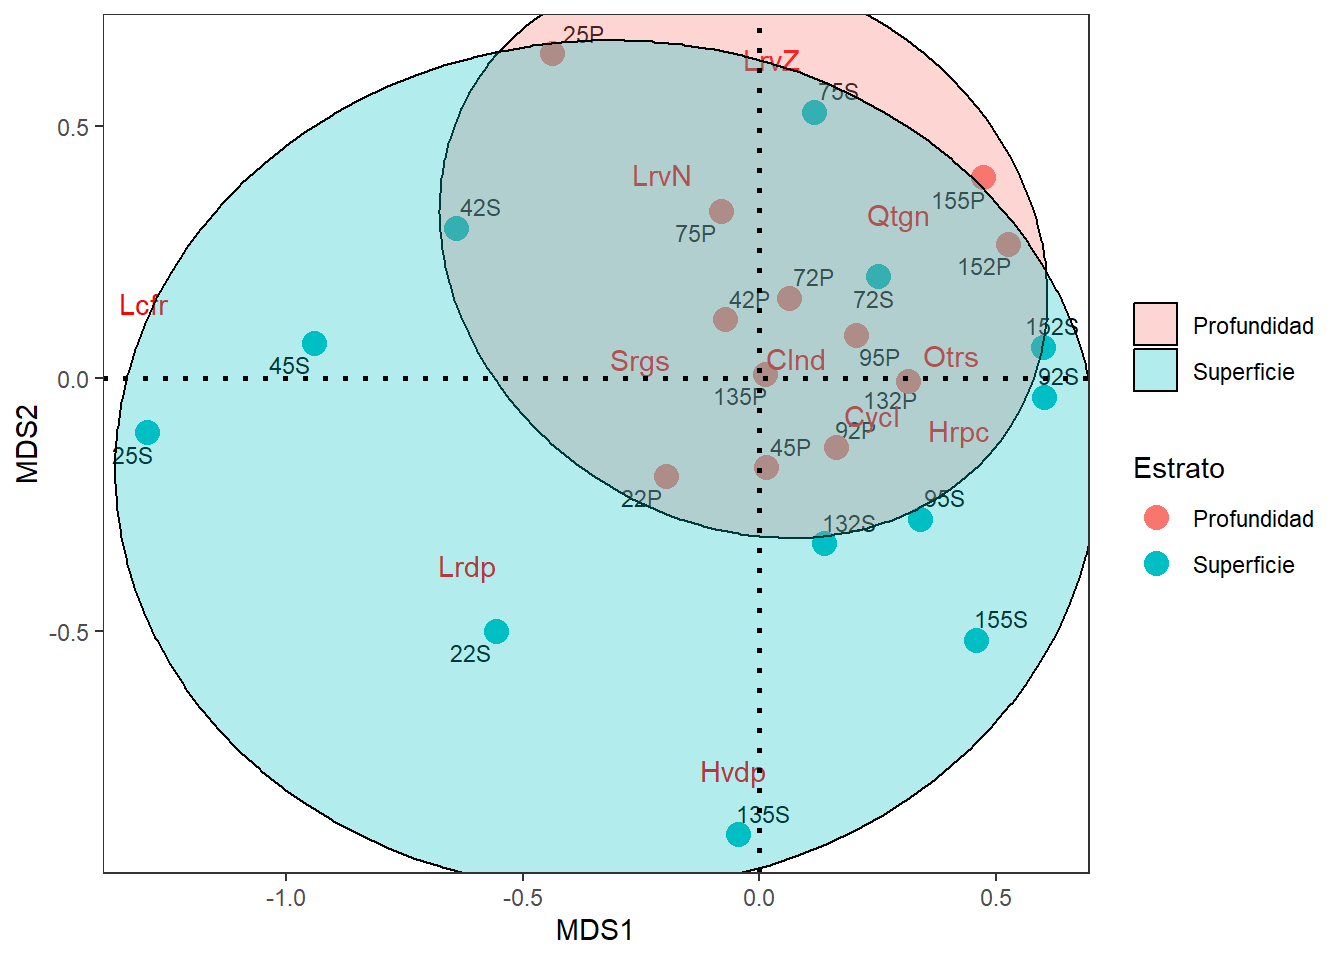 25P
LrvZ
75S
0.5
LrvN
155P
42S
Qtgn
75P
152P
72P
42P
72S
Lcfr
152S
Profundidad
Srgs
Clnd
95P
Otrs
45S
0.0
92S
Superficie
135P
132P
Cycl
92P
Hrpc
MDS2
25S
45P
Estrato
22P
95S
Profundidad
132S
Lrdp
Superficie
-0.5
155S
22S
Hvdp
135S
-1.0
-0.5
0.0
0.5
MDS1